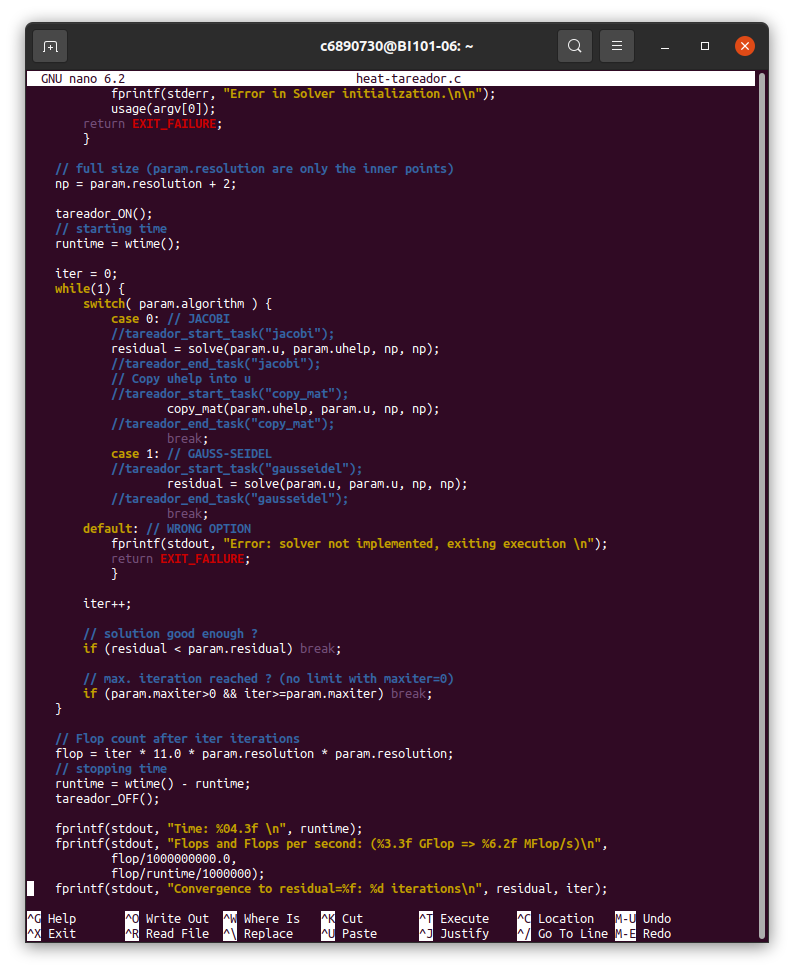 c6890730@BI101-06: ~
GNU nano 6.2 heat-tareador.c
fprintf(stderr, "Error in Solver initialization.\n\n");
usage(argv[0]);
return EXIT_FAILURE;
}
// full size (param.resolution are only the inner points)
np = param.resolution + 2;
tareador_ON();
// starting time
runtime = wtime();
iter = 0;
while(1) {
switch( param.algorithm ) {
case 0: // JACOBI
//tareador_start_task("jacobi");
residual = solve(param.u, param.uhelp, np, np);
//tareador_end_task("jacobi");
// Copy uhelp into u
//tareador_start_task("copy_mat");
copy_mat(param.uhelp, param.u, np, np);
//tareador_end_task("copy_mat");
break;
case 1: // GAUSS-SEIDEL
//tareador_start_task("gausseidel");
residual = solve(param.u, param.u, np, np);
//tareador_end_task("gausseidel");
break;
default: // WRONG OPTION
fprintf(stdout, "Error: solver not implemented, exiting execution \n");
return EXIT_FAILURE;
}
iter++;
// solution good enough ?
if (residual < param.residual) break;
// max. iteration reached ? (no limit with maxiter=0)
if (param.maxiter>0 && iter>=param.maxiter) break;
}
// Flop count after iter iterations
flop = iter * 11.0 * param.resolution * param.resolution;
// stopping time
runtime = wtime() - runtime;
tareador_OFF();
fprintf(stdout, "Time: %04.3f \n", runtime);
fprintf(stdout, "Flops and Flops per second: (%3.3f GFlop => %6.2f MFlop/s)\n",
flop/1000000000.0,
flop/runtime/1000000);
fprintf(stdout, "Convergence to residual=%f: %d iterations\n", residual, iter);
^G Help ^O Write Out ^W Where Is ^K Cut ^T Execute ^C Location M-U Undo
^X Exit ^R Read File ^\ Replace ^U Paste ^J Justify ^/ Go To Line M-E Redo